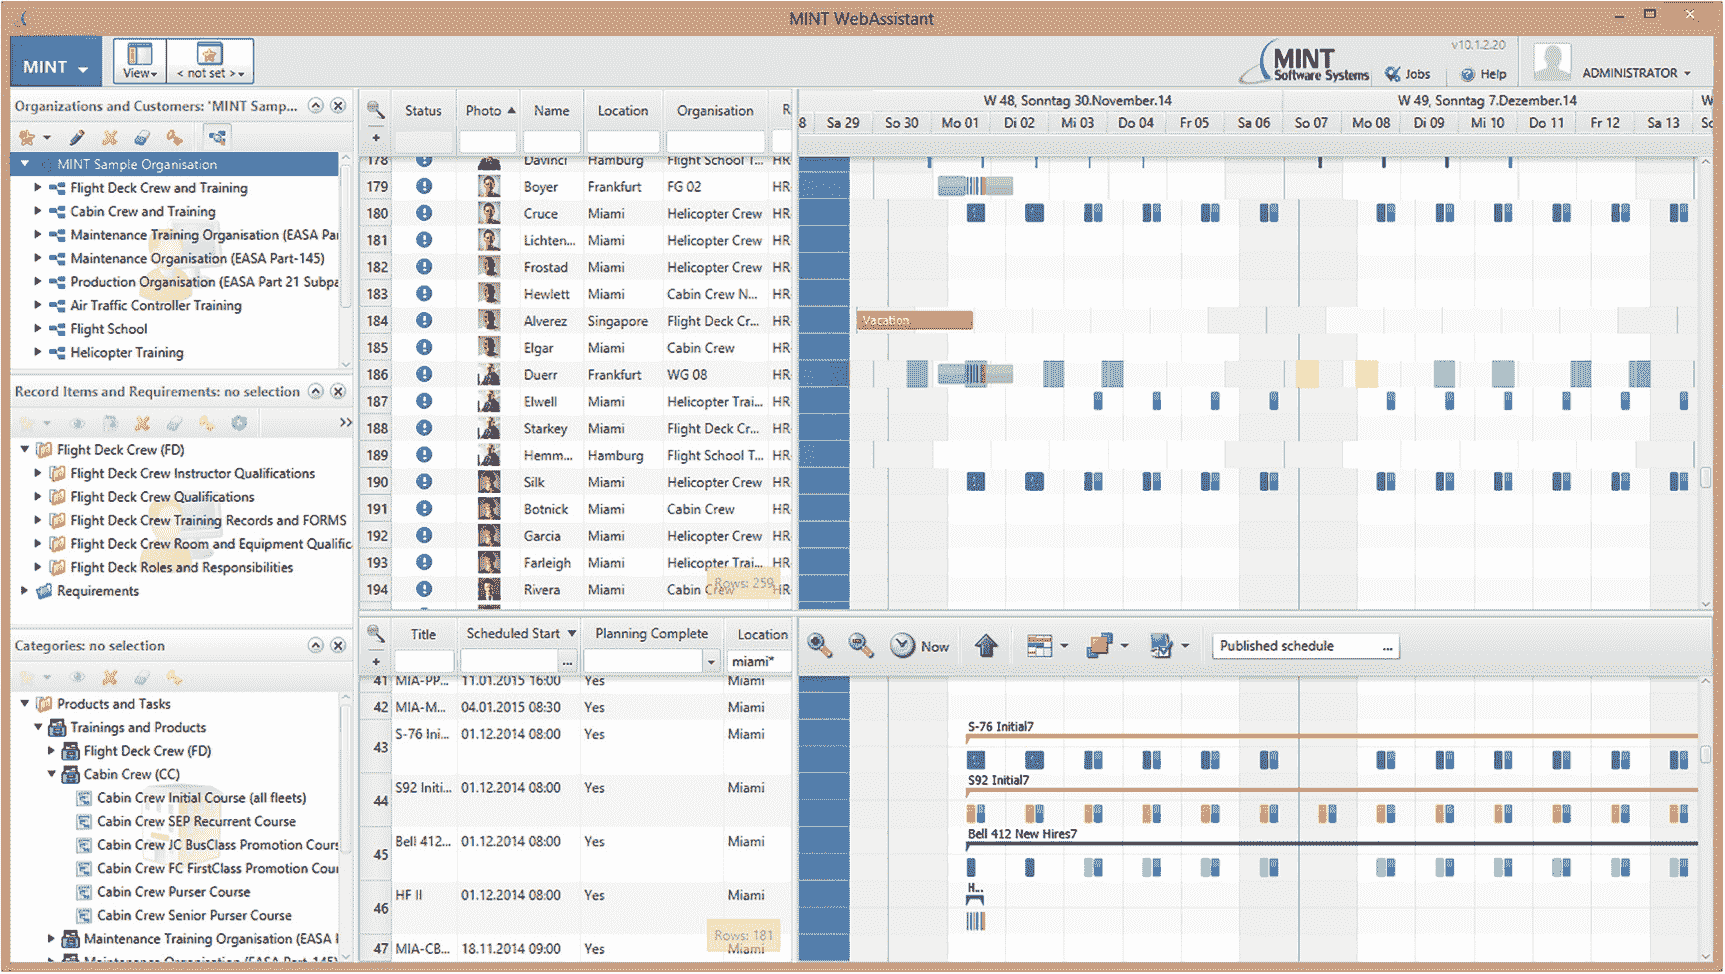 MINT WebAssistant
MINT
View
< not set >
MINT
Software Systems
v10.1.2.20
Jobs
Help
ADMINISTRATOR
Organizations and Customers: 'MINT Samp...
MINT Sample Organisation
Flight Deck Crew and Training
Cabin Crew and Training
Maintenance Training Organisation (EASA Par
Maintenance Organisation (EASA Part-145)
Production Organisation (EASA Part 21 Subpa
Air Traffic Controller Training
Flight School
Helicopter Training
Record Items and Requirements: no selection
Flight Deck Crew (FD)
Flight Deck Crew Instructor Qualifications
Flight Deck Crew Qualifications
Flight Deck Crew Training Records and FORMS
Flight Deck Crew Room and Equipment Qualific
Flight Deck Roles and Responsibilities
Requirements
Categories: no selection
Products and Tasks
Trainings and Products
Flight Deck Crew (FD)
Cabin Crew (CC)
Cabin Crew Initial Course (all fleets)
Cabin Crew SEP Recurrent Course
Cabin Crew JC BusClass Promotion Cours
Cabin Crew FC FirstClass Promotion Cour
Cabin Crew Purser Course
Cabin Crew Senior Purser Course
Maintenance Training Organisation (EASA
Maintenance Organisation (EASA Part-145)
Status Photo Name Location Organisation R
178 Davinci Hamburg Flight School T... HR
179 Boyer Frankfurt FG 02 HR
180 Cruce Miami Helicopter Crew HR
181 Lichten... Miami Helicopter Crew HR
182 Frostad Miami Helicopter Crew HR
183 Hewlett Miami Cabin Crew N... HR
184 Alverez Singapore Flight Deck Cr... HR
185 Elgar Miami Cabin Crew HR
186 Duerr Frankfurt WG 08 HR
187 Elwell Miami Helicopter Trai... HR
188 Starkey Miami Flight Deck Cr... HR
189 Hemm... Hamburg Flight School T... HR
190 Silk Miami Helicopter Crew HR
191 Botnick Miami Cabin Crew HR
192 Garcia Miami Helicopter Crew HR
193 Farleigh Miami Helicopter Trai... HR
194 Rivera Miami Cabin Crew HR
Rows: 259
W 48, Sonntag 30.November.14 W 49, Sonntag 7.Dezember.14 W
8 Sa 29 So 30 Mo 01 Di 02 Mi 03 Do 04 Fr 05 Sa 06 So 07 Mo 08 Di 09 Mi 10 Do 11 Fr 12 Sa 13 So
Vacation
Title Scheduled Start Planning Complete Location
... miami*
41 MIA-PP... 11.01.2015 16:00 Yes Miami
42 MIA-M... 04.01.2015 08:30 Yes Miami
43 S-76 Ini... 01.12.2014 08:00 Yes Miami
44 S92 Initi... 01.12.2014 08:00 Yes Miami
45 Bell 412... 01.12.2014 08:00 Yes Miami
46 HF II 01.12.2014 08:00 Yes Miami
47 MIA-CB... 18.11.2014 09:00 Yes Miami
Rows: 181
Now
Published schedule ...
S-76 Initial7
S92 Initial7
Bell 412 New Hires7
H...